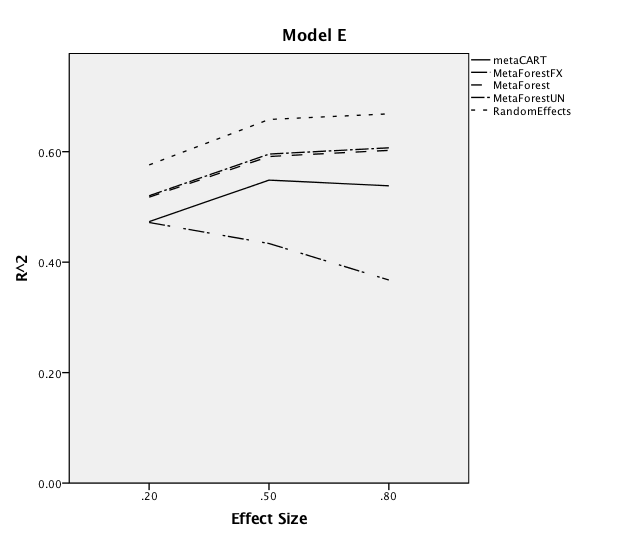 Model E
metaCART
MetaForestFX
MetaForest
MetaForestUN
RandomEffects
R^2
0.60
0.40
0.20
0.00
.20 .50 .80
Effect Size